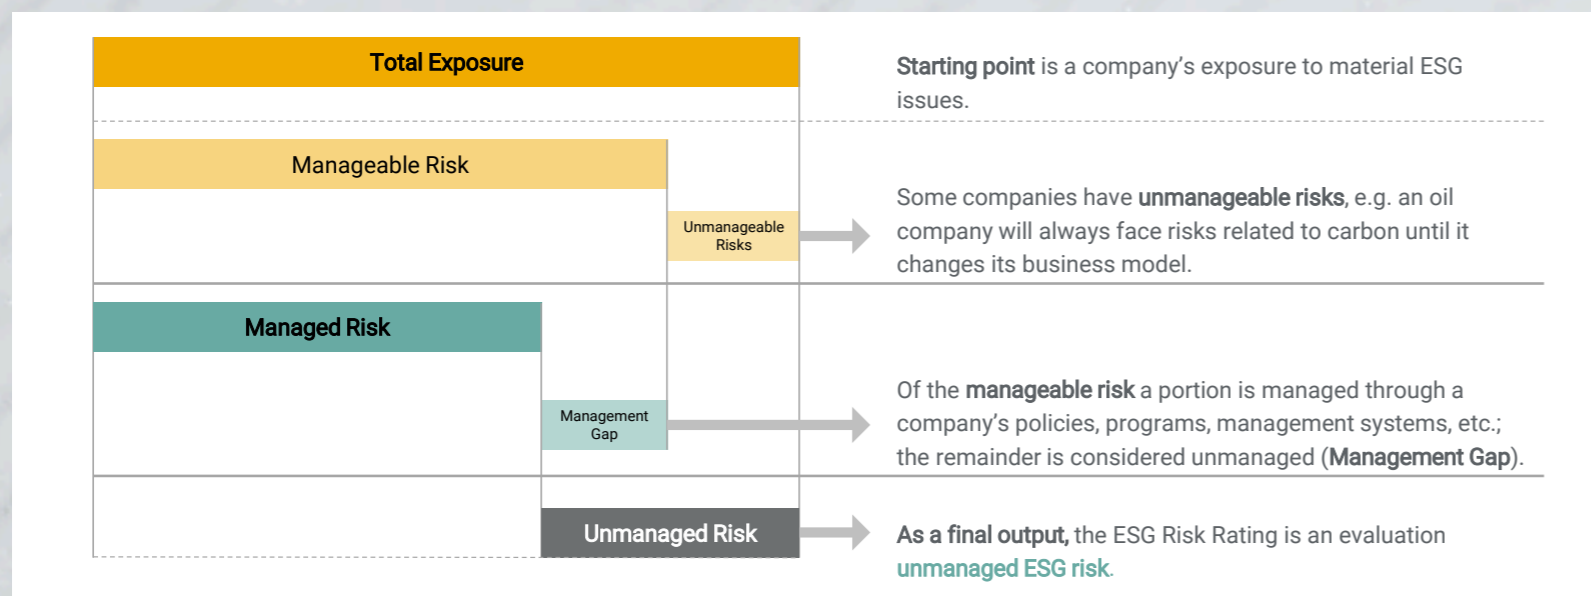 Total Exposure
Starting point is a company's exposure to material ESG
issues.
Manageable Risk
Unmanageable
Risks
Some companies have unmanageable risks, e.g. an oil
company will always face risks related to carbon until it
changes its business model.
Managed Risk
Management
Gap
Of the manageable risk a portion is managed through a
company's policies, programs, management systems, etc.;
the remainder is considered unmanaged (Management Gap).
Unmanaged Risk
As a final output, the ESG Risk Rating is an evaluation
unmanaged ESG risk.